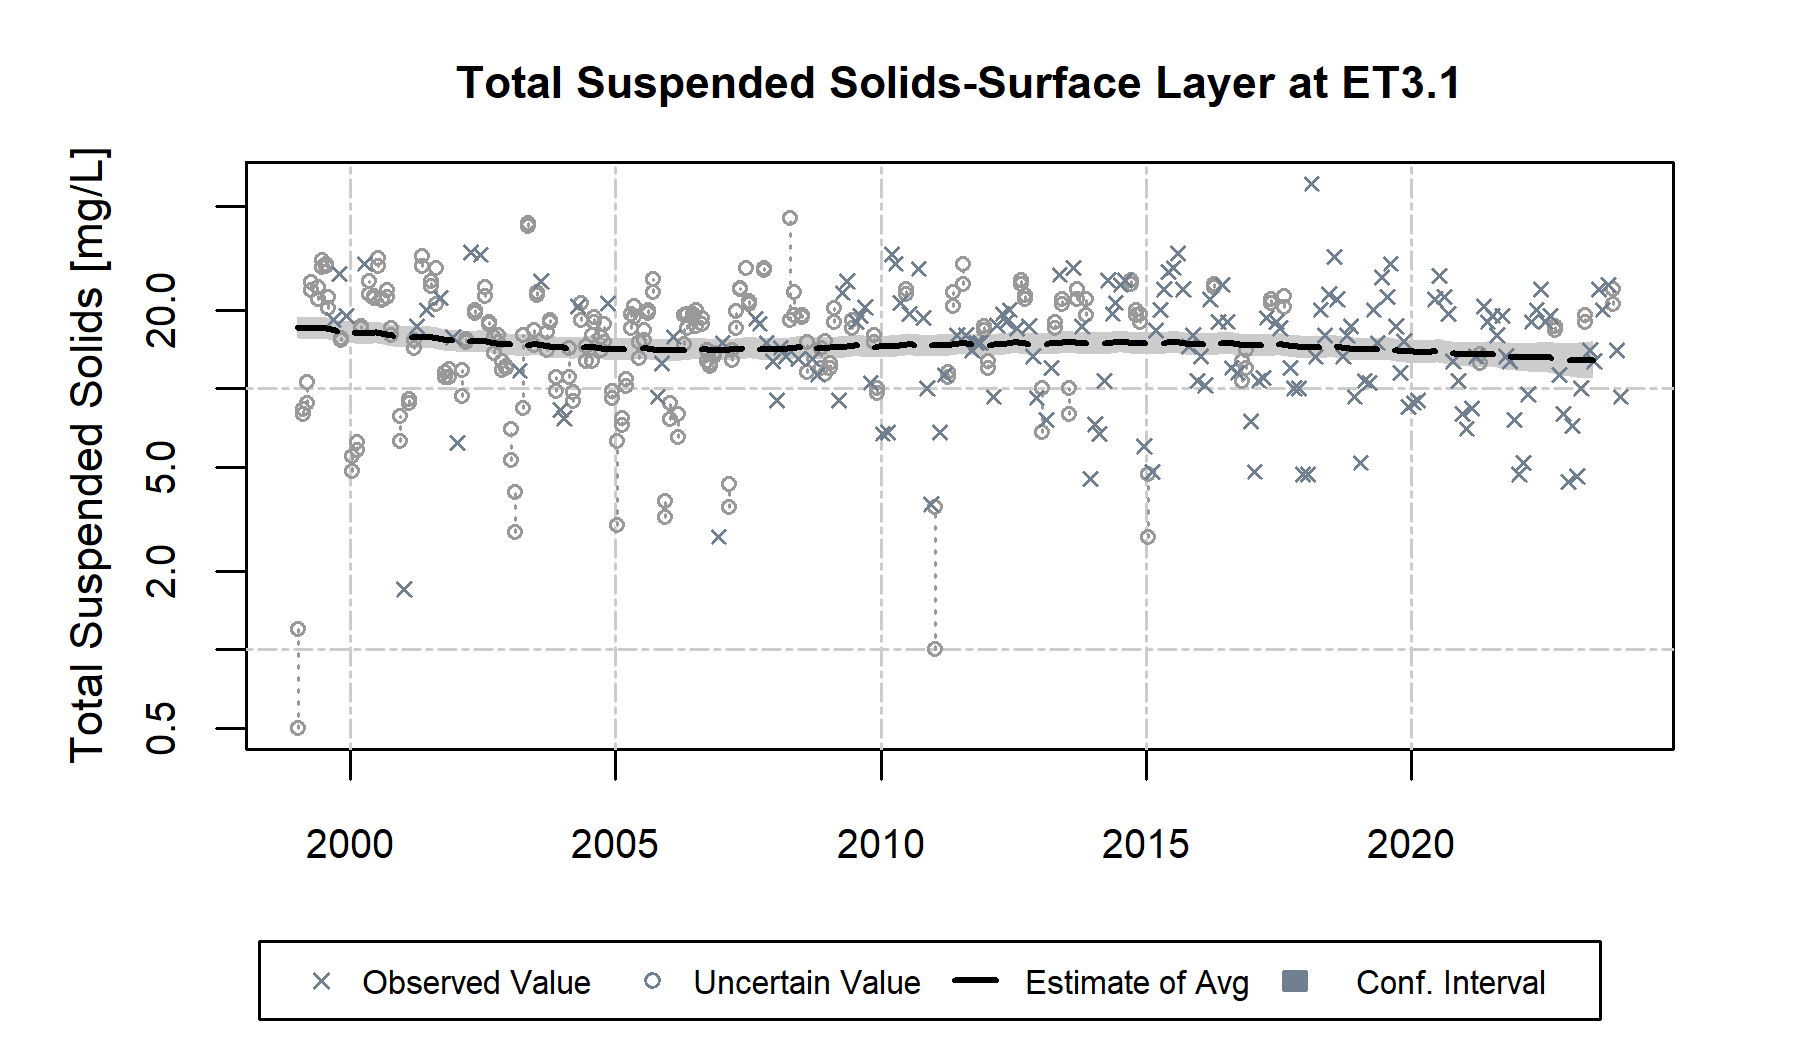 Total Suspended Solids-Surface Layer at ET3.1
Total Suspended Solids [mg/L]
20.0
5.0
2.0
0.5
2000 2005 2010 2015 2020
Observed Value Uncertain Value Estimate of Avg Conf. Interval